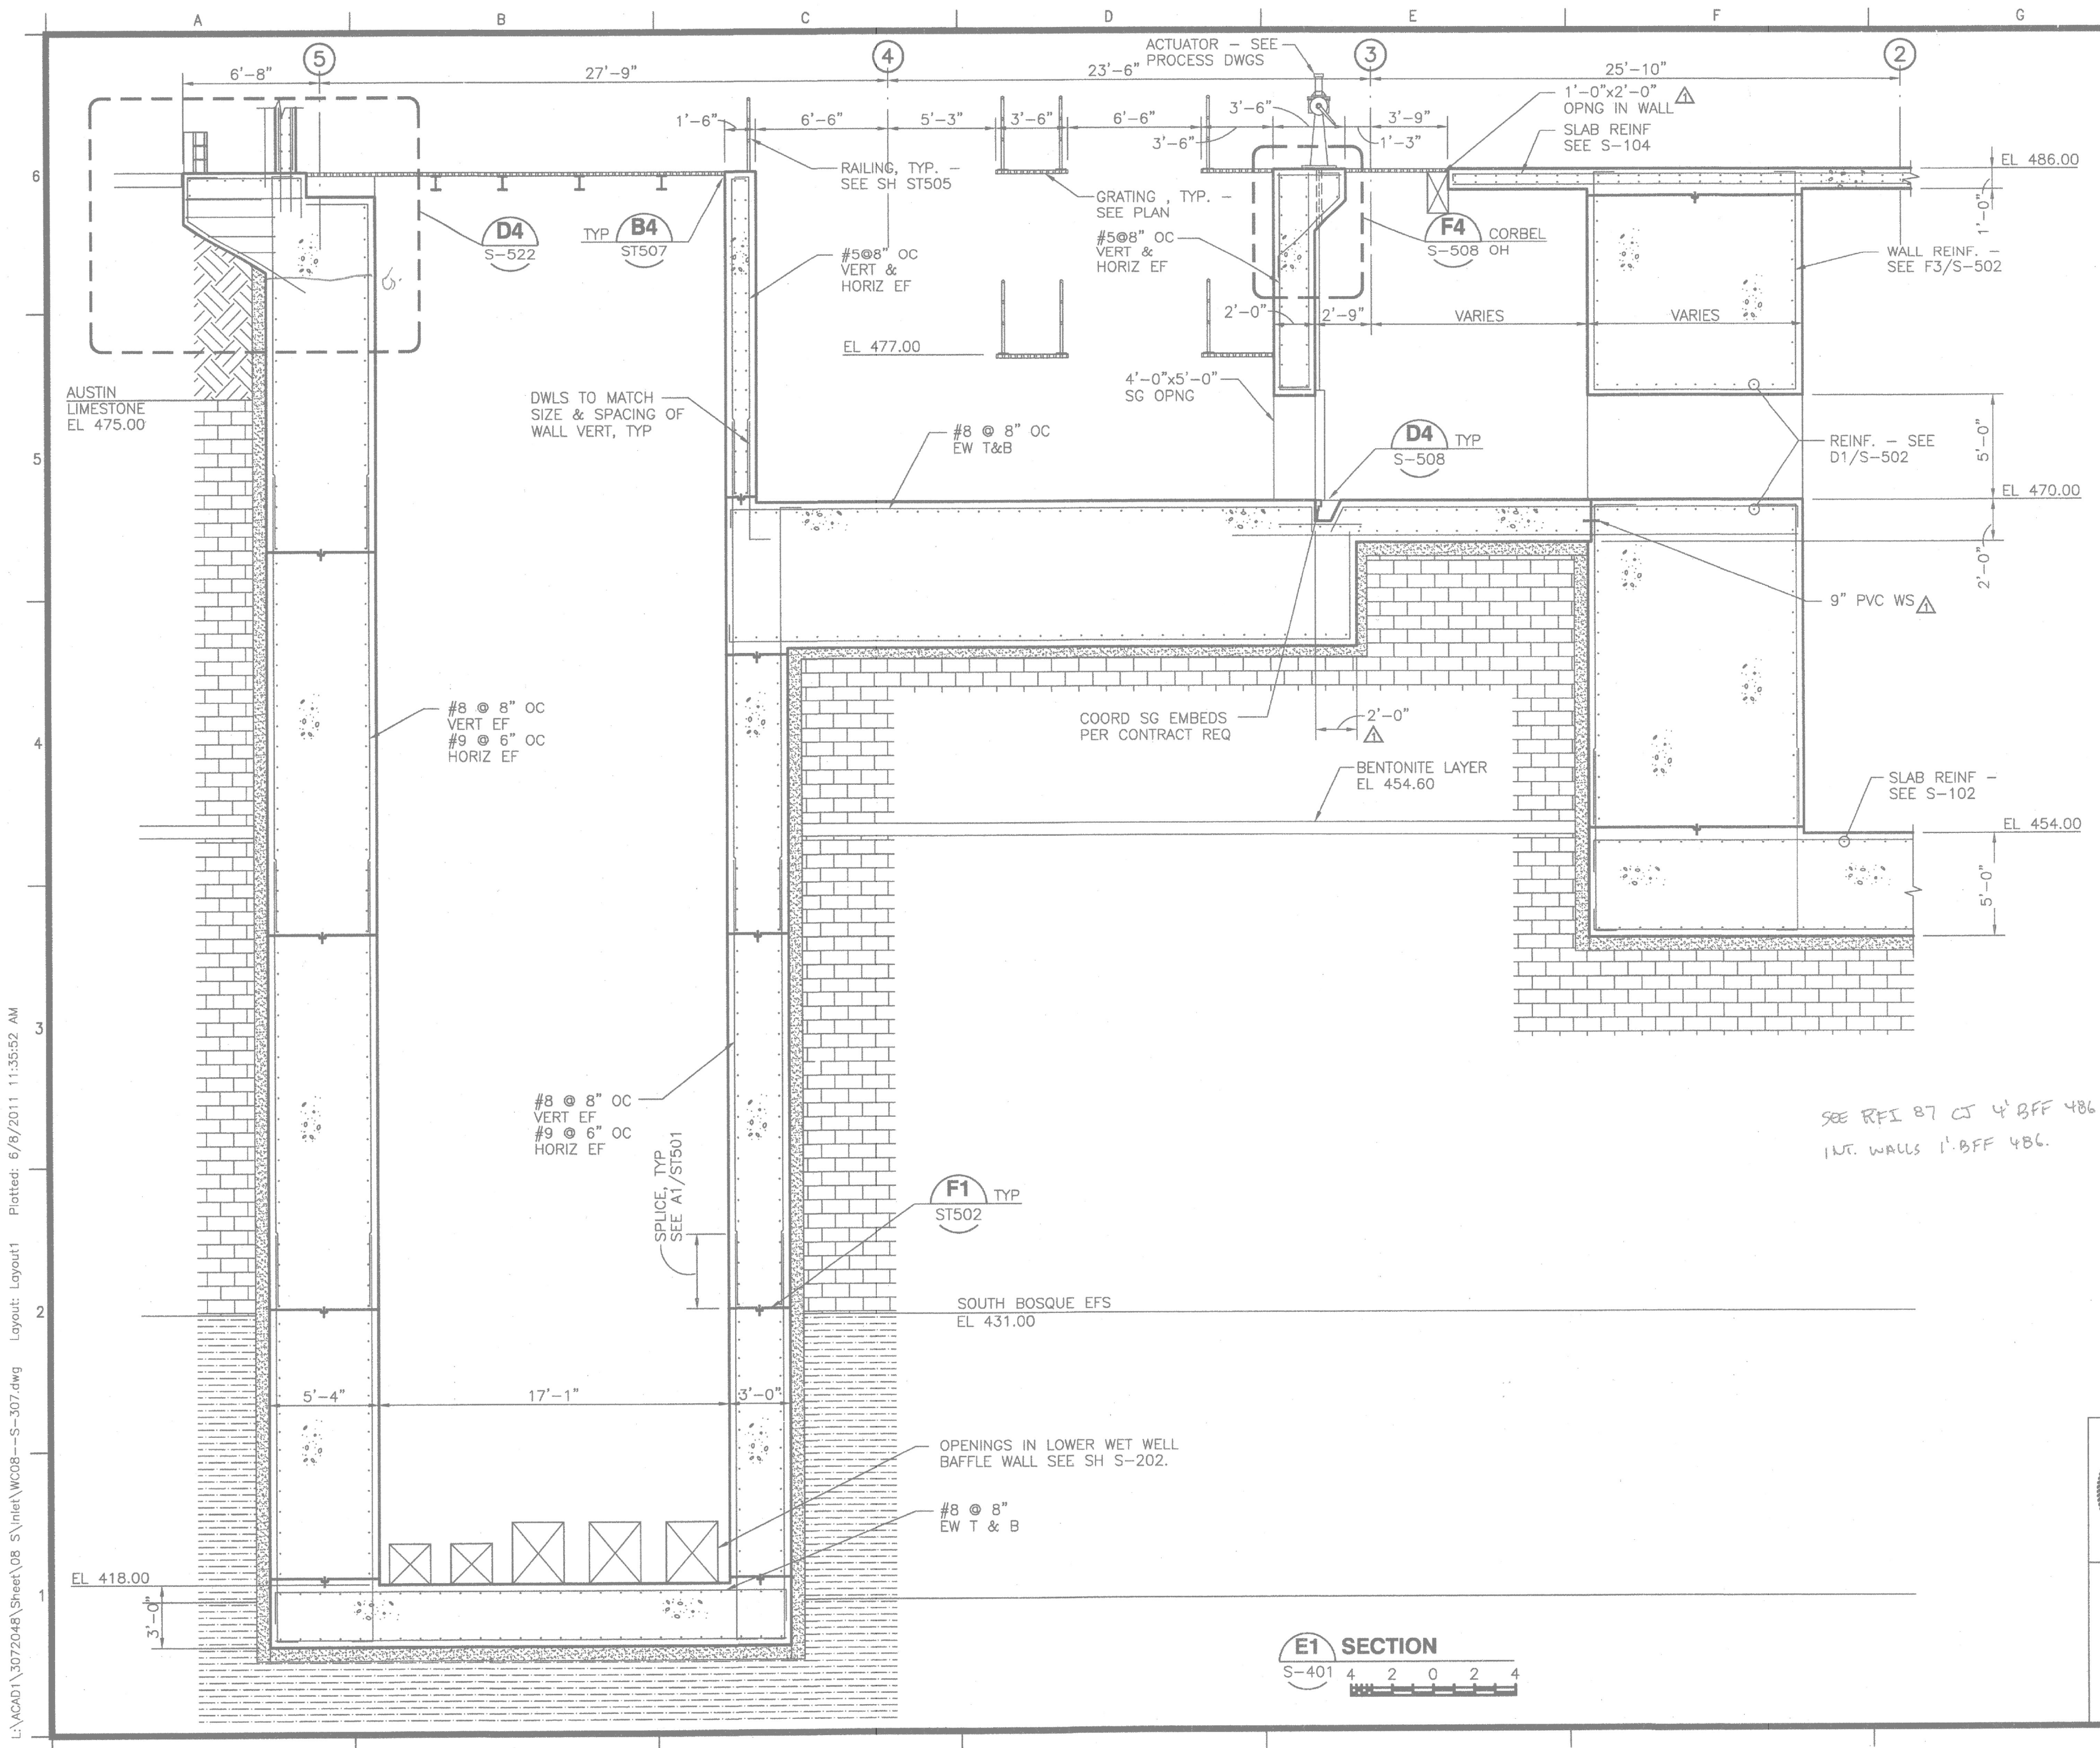 A B C D E F G
5 4 3 2
6'-8" 27'-9" 23'-6" 25'-10"
ACTUATOR - SEE
PROCESS DWGS
1'-0"x2'-0"
OPNG IN WALL 1
SLAB REINF
SEE S-104
1'-6" 6'-6" 5'-3" 3'-6" 6'-6" 3'-6" 3'-6" 3'-9"
1'-3"
RAILING, TYP. -
SEE SH ST505
GRATING , TYP. -
SEE PLAN
EL 486.00
1'-0"
6
D4
S-522
TYP B4
ST507
#5@8" OC
VERT &
HORIZ EF
#5@8" OC
VERT &
HORIZ EF
F4 CORBEL
S-508 OH
WALL REINF. -
SEE F3/S-502
6'
2'-0" 2'-9" VARIES VARIES
EL 477.00
4'-0"x5'-0"
SG OPNG
AUSTIN
LIMESTONE
EL 475.00
DWLS TO MATCH
SIZE & SPACING OF
WALL VERT, TYP
#8 @ 8" OC
EW T&B
D4 TYP
S-508
REINF. - SEE
D1/S-502
5'-0"
5
EL 470.00
2'-0"
9" PVC WS 1
#8 @ 8" OC
VERT EF
#9 @ 6" OC
HORIZ EF
COORD SG EMBEDS
PER CONTRACT REQ
2'-0"
1
4
BENTONITE LAYER
EL 454.60
SLAB REINF -
SEE S-102
EL 454.00
5'-0"
3
#8 @ 8" OC
VERT EF
#9 @ 6" OC
HORIZ EF
SPLICE, TYP
SEE A1/ST501
SEE RFI 87 CJ 4' BFF 486
INT. WALLS 1' BFF 486.
F1 TYP
ST502
2
SOUTH BOSQUE EFS
EL 431.00
5'-4" 17'-1" 3'-0"
OPENINGS IN LOWER WET WELL
BAFFLE WALL SEE SH S-202.
#8 @ 8"
EW T & B
EL 418.00
1
3'-0"
E1 SECTION
S-401 4 2 0 2 4
L:\ACAD1\3072048\Sheet\08 S\Inlet\WC08--S-307.dwg Layout: Layout1 Plotted: 6/8/2011 11:35:52 AM